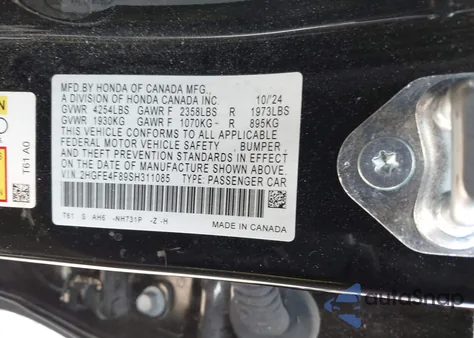 MFD.BY HONDA OF CANADA MFG.,
A DIVISION OF HONDA CANADA INC. 10/'24
GVWR 4254LBS GAWR F 2358LBS R 1973LBS
GVWR 1930KG GAWR F 1070KG - R 895KG
THIS VEHICLE CONFORMS TO ALL APPLICABLE
FEDERAL MOTOR VEHICLE SAFETY, BUMPER,
AND THEFT PREVENTION STANDARDS IN EFFECT
ON THE DATE OF MANUFACTURE SHOWN ABOVE.
V.I.N: 2HGFE4F89SH311085 TYPE: PASSENGER CAR
T61 S AH6 -NH731P -Z -H
MADE IN CANADA
T61 A0
AutoSnap